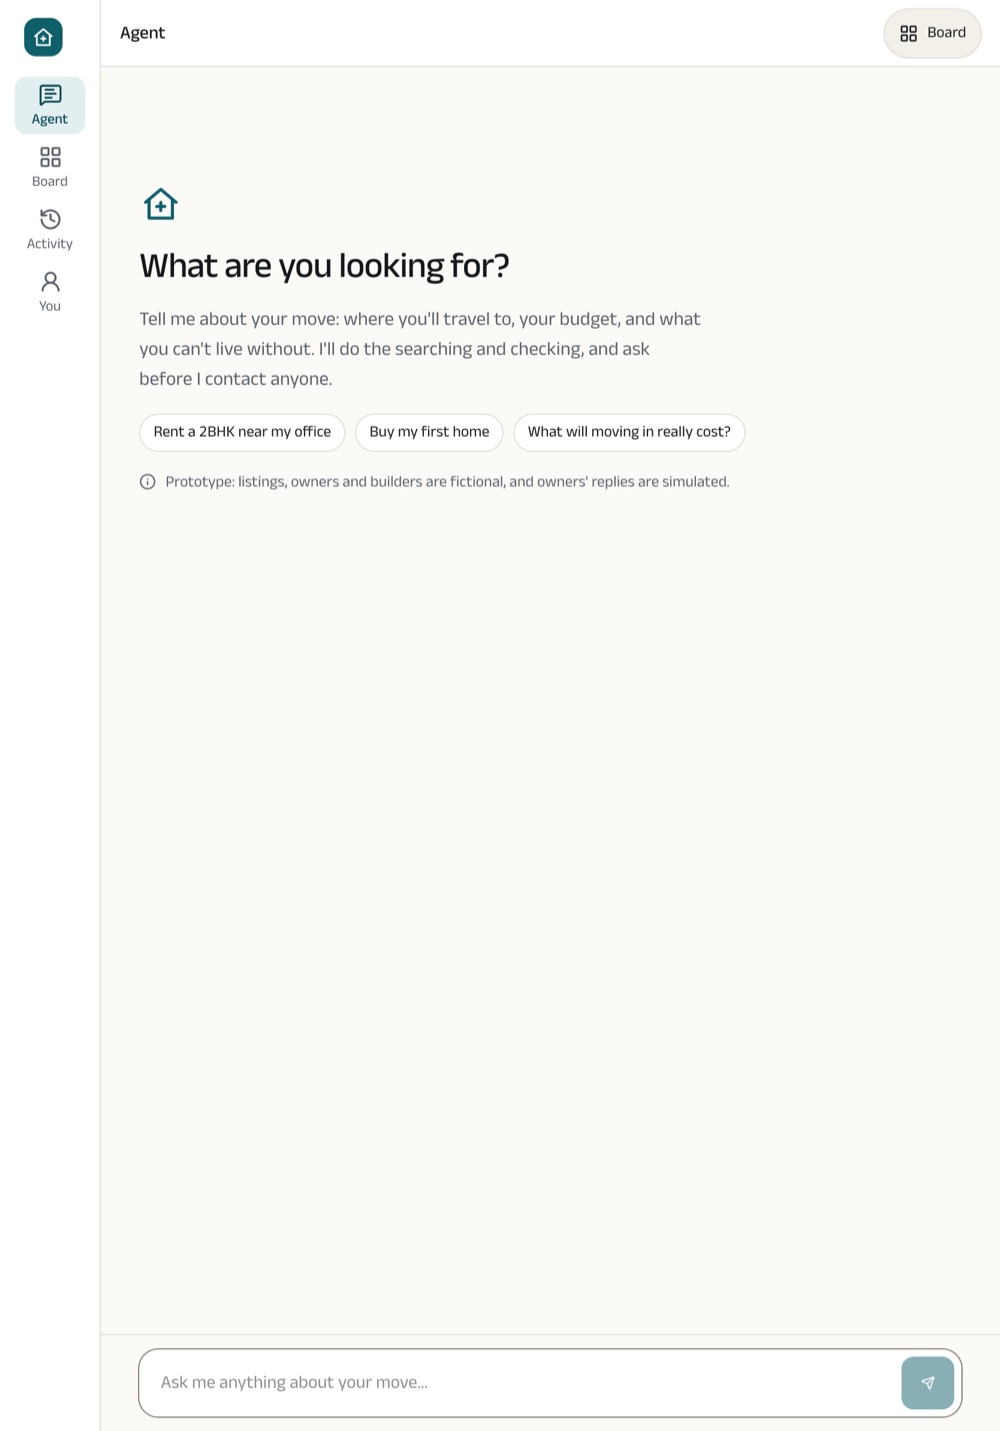 Agent
Board
Agent
Board
Activity
You
What are you looking for?
Tell me about your move: where you'll travel to, your budget, and what
you can't live without. I'll do the searching and checking, and ask
before I contact anyone.
Rent a 2BHK near my office
Buy my first home
What will moving in really cost?
Prototype: listings, owners and builders are fictional, and owners' replies are simulated.
Ask me anything about your move...